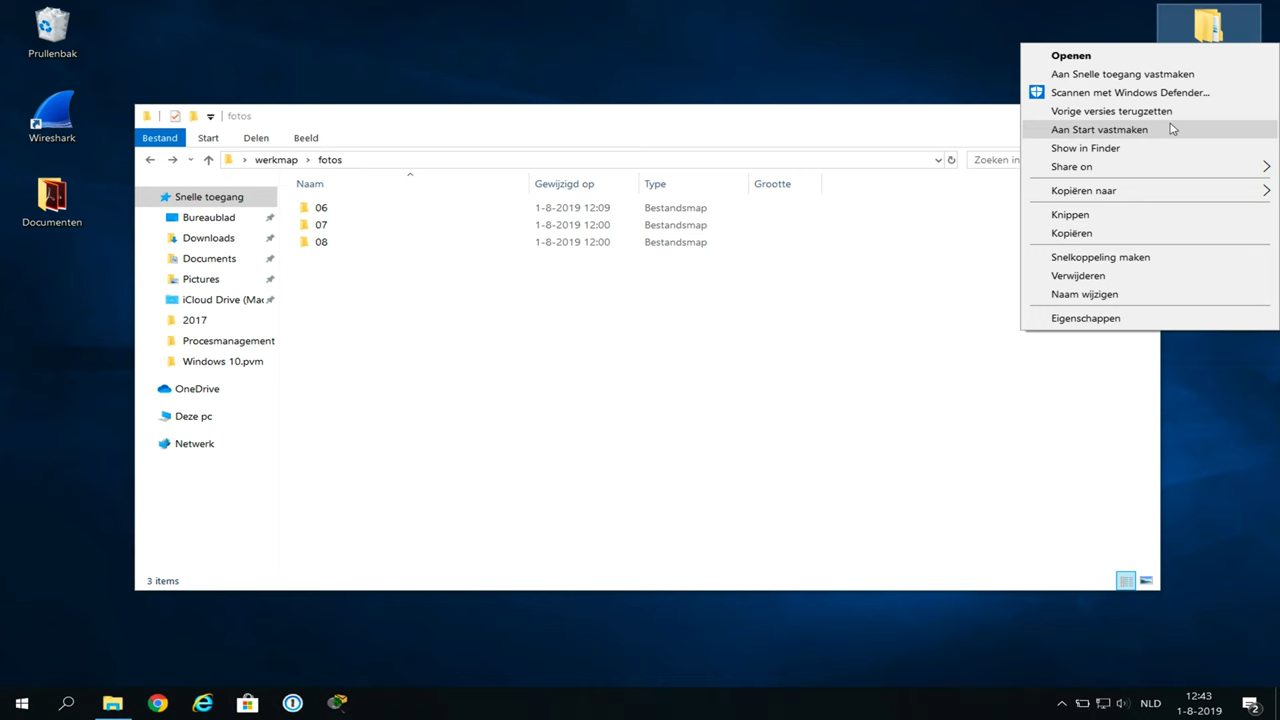 Prullenbak
Wireshark
Documenten
fotos
Bestand Start Delen Beeld
werkmap fotos
Zoeken in
Naam Gewijzigd op Type Grootte
06 1-8-2019 12:09 Bestandsmap
07 1-8-2019 12:00 Bestandsmap
08 1-8-2019 12:00 Bestandsmap
Snelle toegang
Bureaublad
Downloads
Documents
Pictures
iCloud Drive (Mac
2017
Procesmanagement
Windows 10.pvm
OneDrive
Deze pc
Netwerk
3 items
Openen
Aan Snelle toegang vastmaken
Scannen met Windows Defender...
Vorige versies terugzetten
Aan Start vastmaken
Show in Finder
Share on
Kopiëren naar
Knippen
Kopiëren
Snelkoppeling maken
Verwijderen
Naam wijzigen
Eigenschappen
NLD
12:43
1-8-2019
2